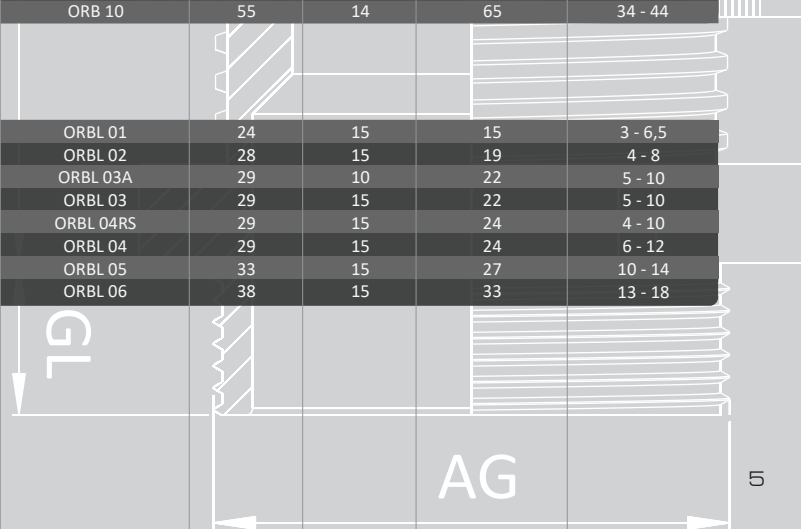 ORB 10 55 14 65 34 - 44
ORBL 01 24 15 15 3 - 6,5
ORBL 02 28 15 19 4 - 8
ORBL 03A 29 10 22 5 - 10
ORBL 03 29 15 22 5 - 10
ORBL 04RS 29 15 24 4 - 10
ORBL 04 29 15 24 6 - 12
ORBL 05 33 15 27 10 - 14
ORBL 06 38 15 33 13 - 18
GL
AG
5